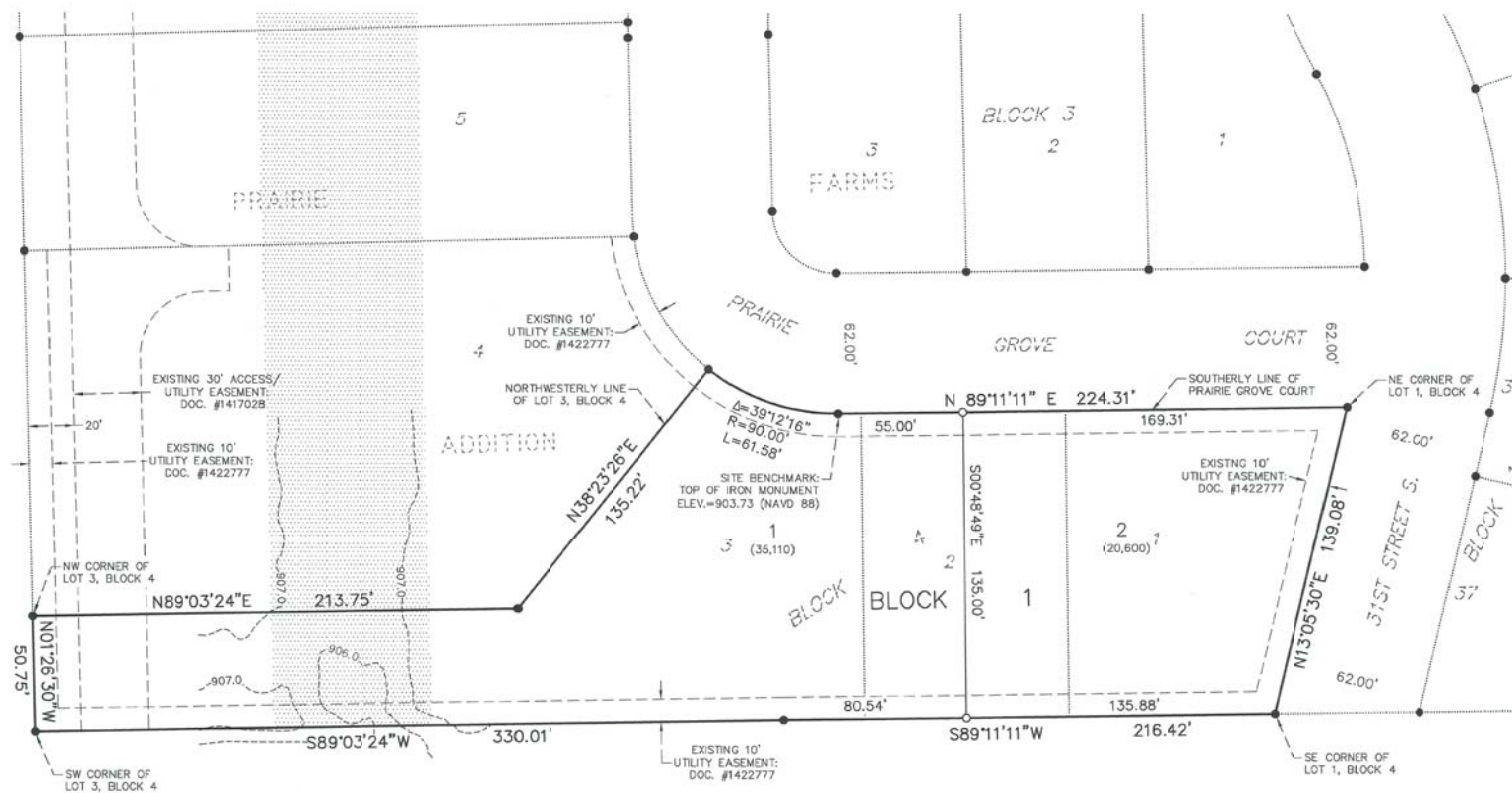 5
BLOCK 3
3
2
1
FARMS
PRAIRIE
PRAIRIE
GROVE
COURT
62.00'
62.00'
EXISTING 10'
UTILITY EASEMENT:
DOC. #1422777
4
NORTHWESTERLY LINE
OF LOT 3, BLOCK 4
EXISTING 30' ACCESS/
UTILITY EASEMENT:
DOC. #1417028
20'
EXISTING 10'
UTILITY EASEMENT:
DOC. #1422777
ADDITION
SOUTHERLY LINE OF
PRAIRIE GROVE COURT
NE CORNER OF
LOT 1, BLOCK 4
N 89°11'11" E 224.31'
55.00'
169.31'
Δ=39°12'16"
R=90.00'
L=61.58'
N38°23'26"E
135.22'
SITE BENCHMARK:
TOP OF IRON MONUMENT
ELEV.=903.73 (NAVD 88)
EXISTNG 10'
UTILITY EASEMENT:
DOC. #1422777
62.00'
31ST STREET S.
BLOCK
37
62.00'
3
1
(35,110)
4
2
2
(20,600)
1
S00°48'49"E 135.00'
N13°05'30"E 139.08'
BLOCK
BLOCK 1
NW CORNER OF
LOT 3, BLOCK 4
N89°03'24"E 213.75'
907.0
907.0
906.0
907.0
N01°26'30"W
50.75'
S89°03'24"W 330.01'
80.54'
135.88'
S89°11'11"W 216.42'
EXISTING 10'
UTILITY EASEMENT:
DOC. #1422777
SW CORNER OF
LOT 3, BLOCK 4
SE CORNER OF
LOT 1, BLOCK 4